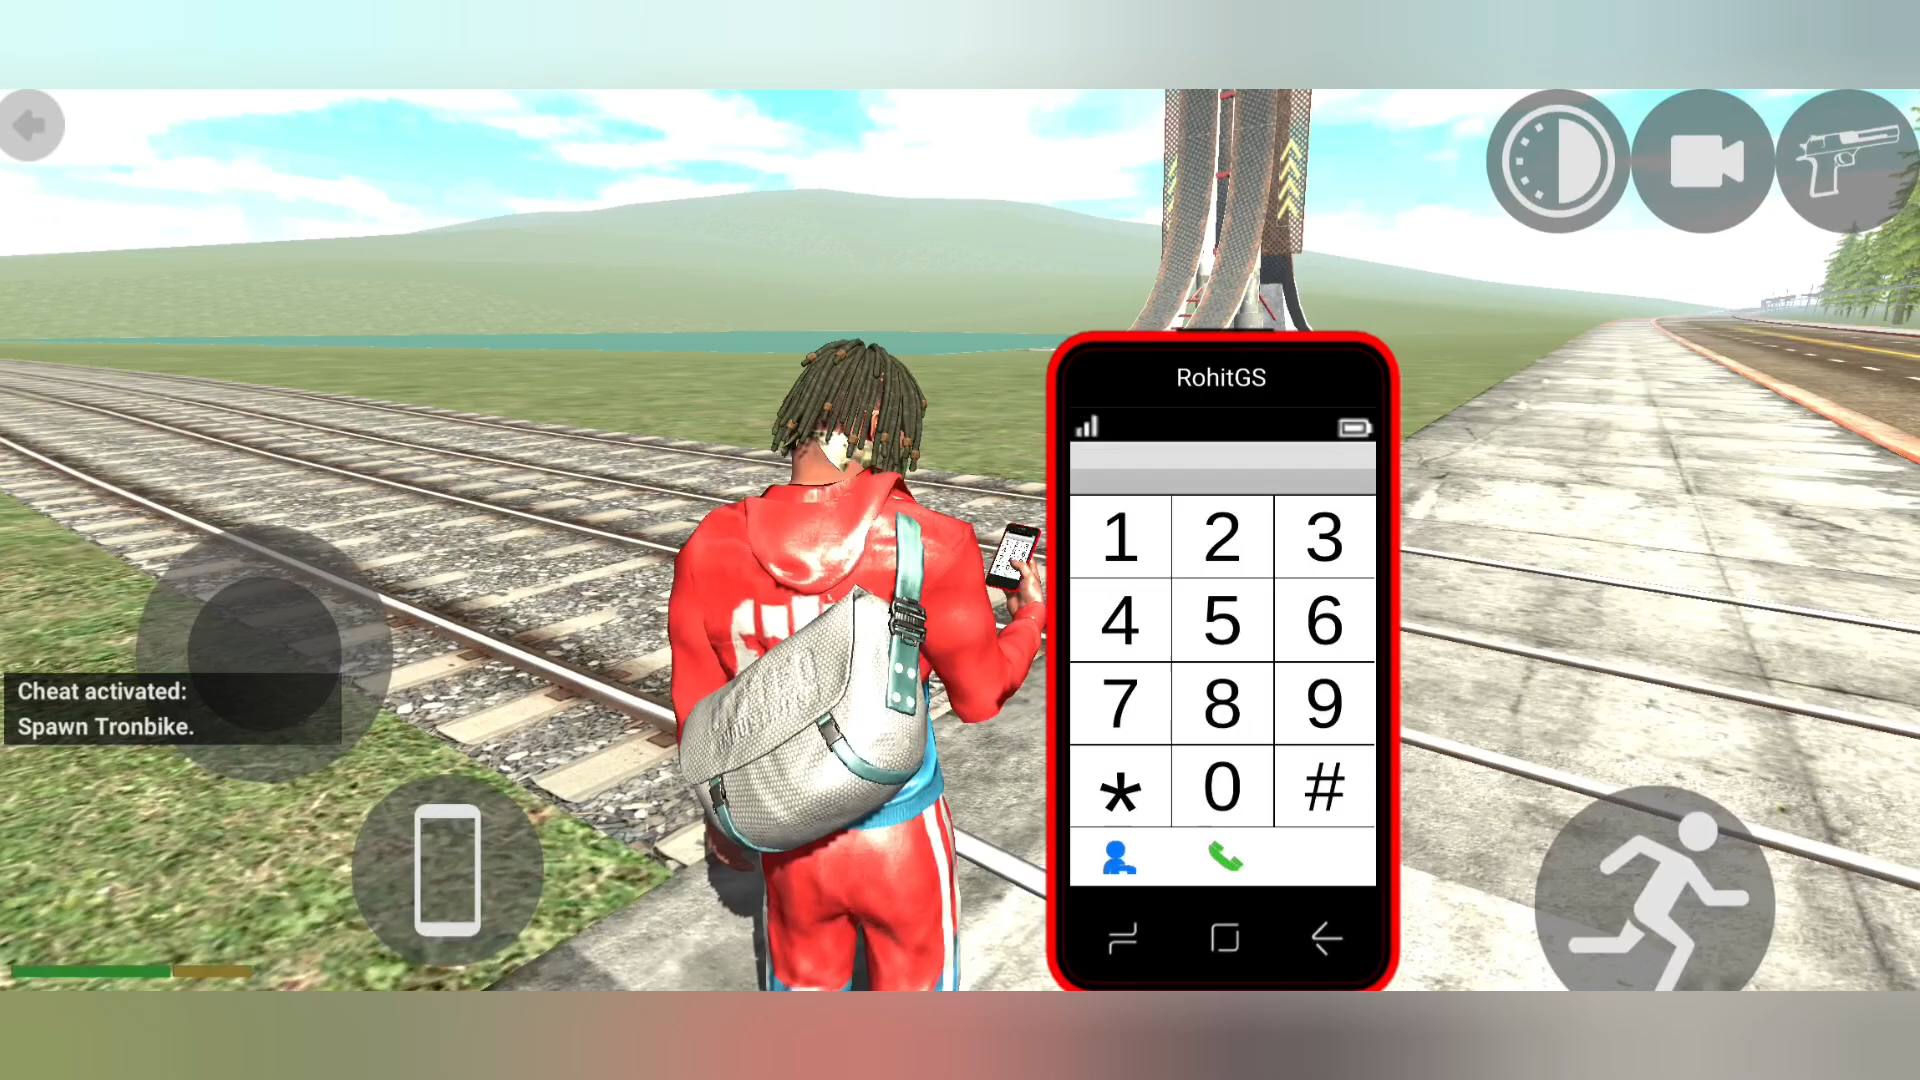 RohitGS
1 2 3
4 5 6
7 8 9
* 0 #
Cheat activated:
Spawn Tronbike.